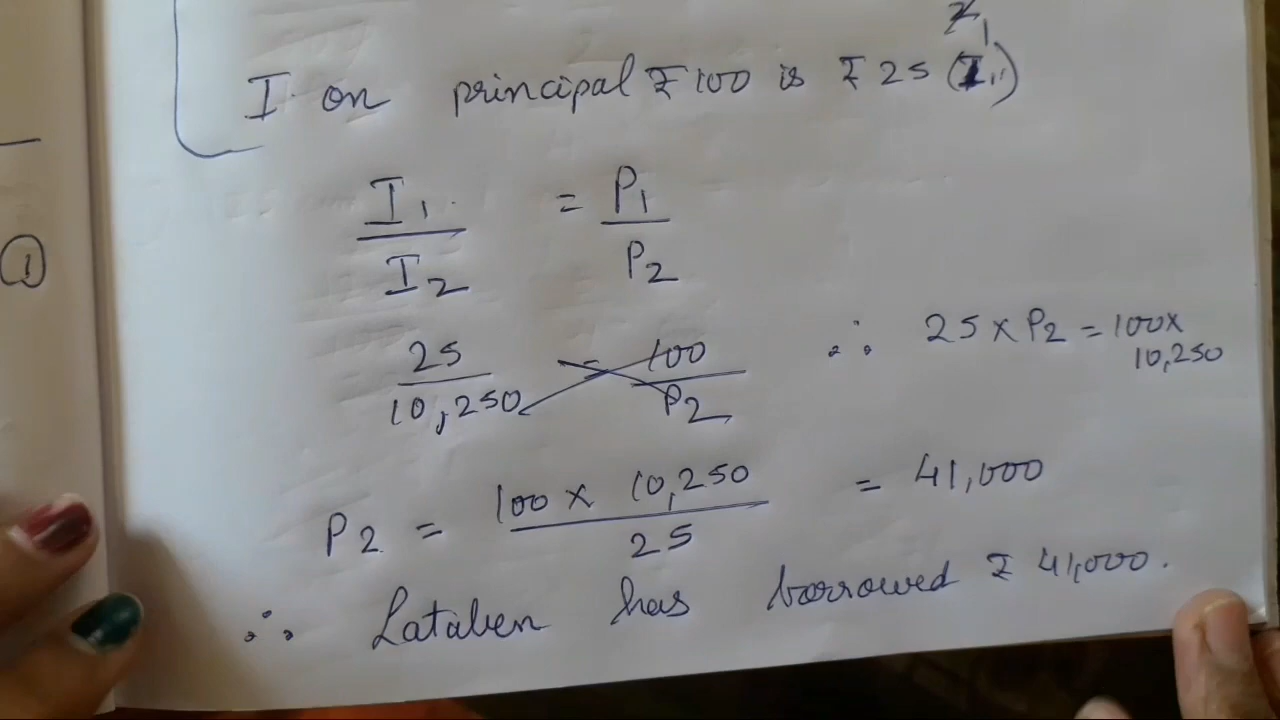 I on principal ₹ 100 is ₹ 25 (I₁)
I₁ / I₂ = P₁ / P₂
25 / 10,250 = 100 / P₂ ∴ 25 × P₂ = 100 ×
10,250
P₂ = 100 × 10,250 / 25 = 41,000
∴ Lataben has borrowed ₹ 41,000.
1